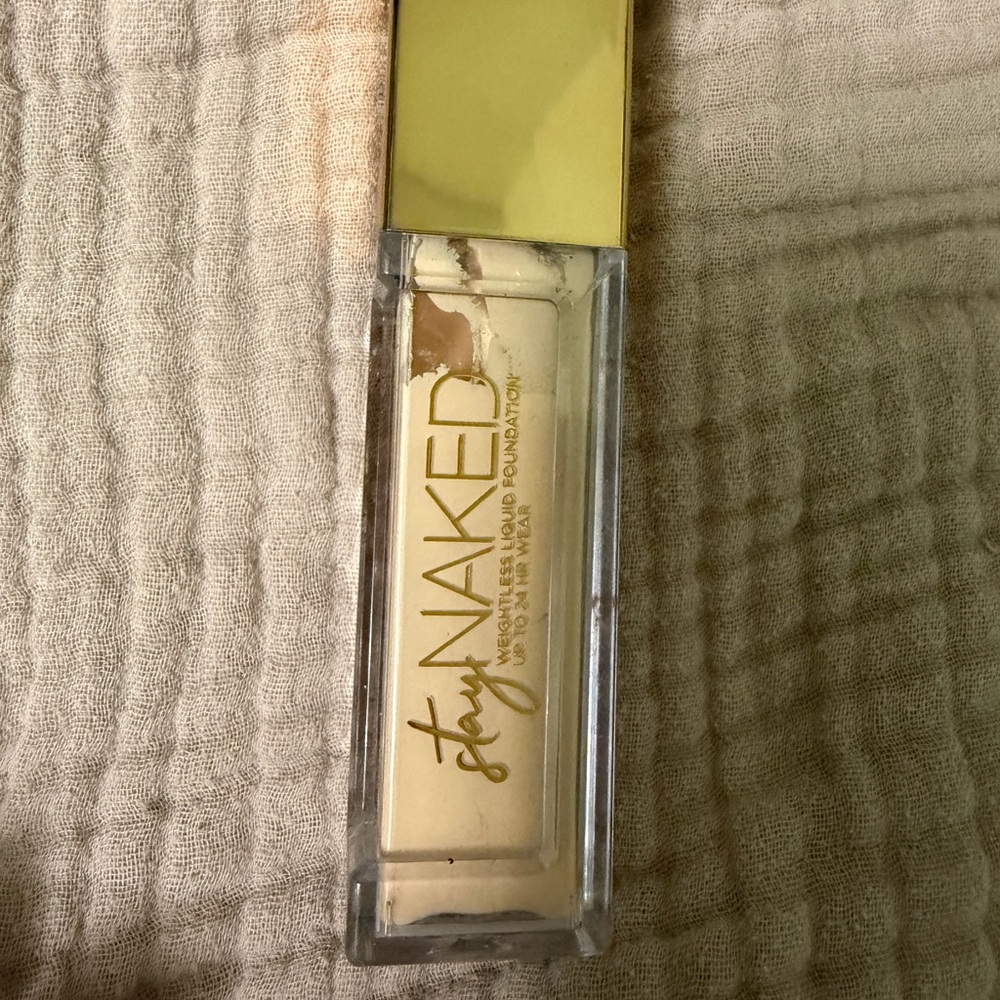 stay NAKED
WEIGHTLESS LIQUID FOUNDATION
UP TO 24 HR WEAR